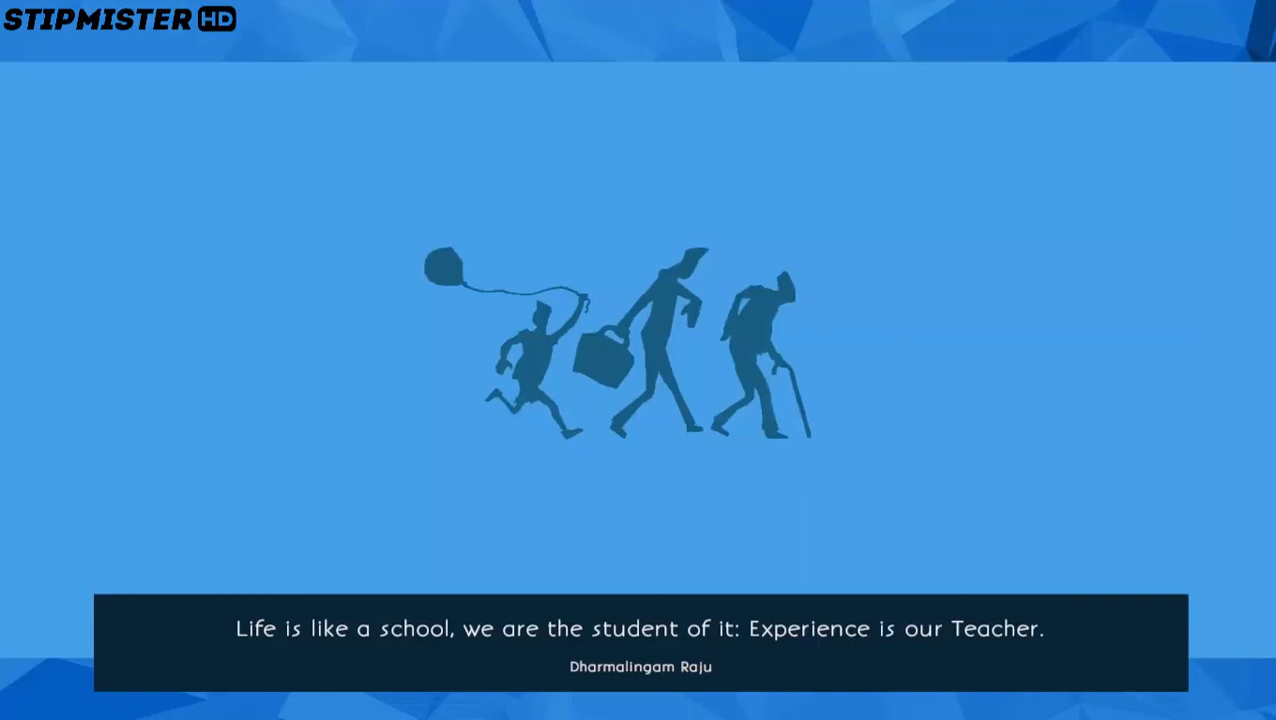 STIPMISTER HD
Life is like a school, we are the student of it: Experience is our Teacher.
Dharmalingam Raju